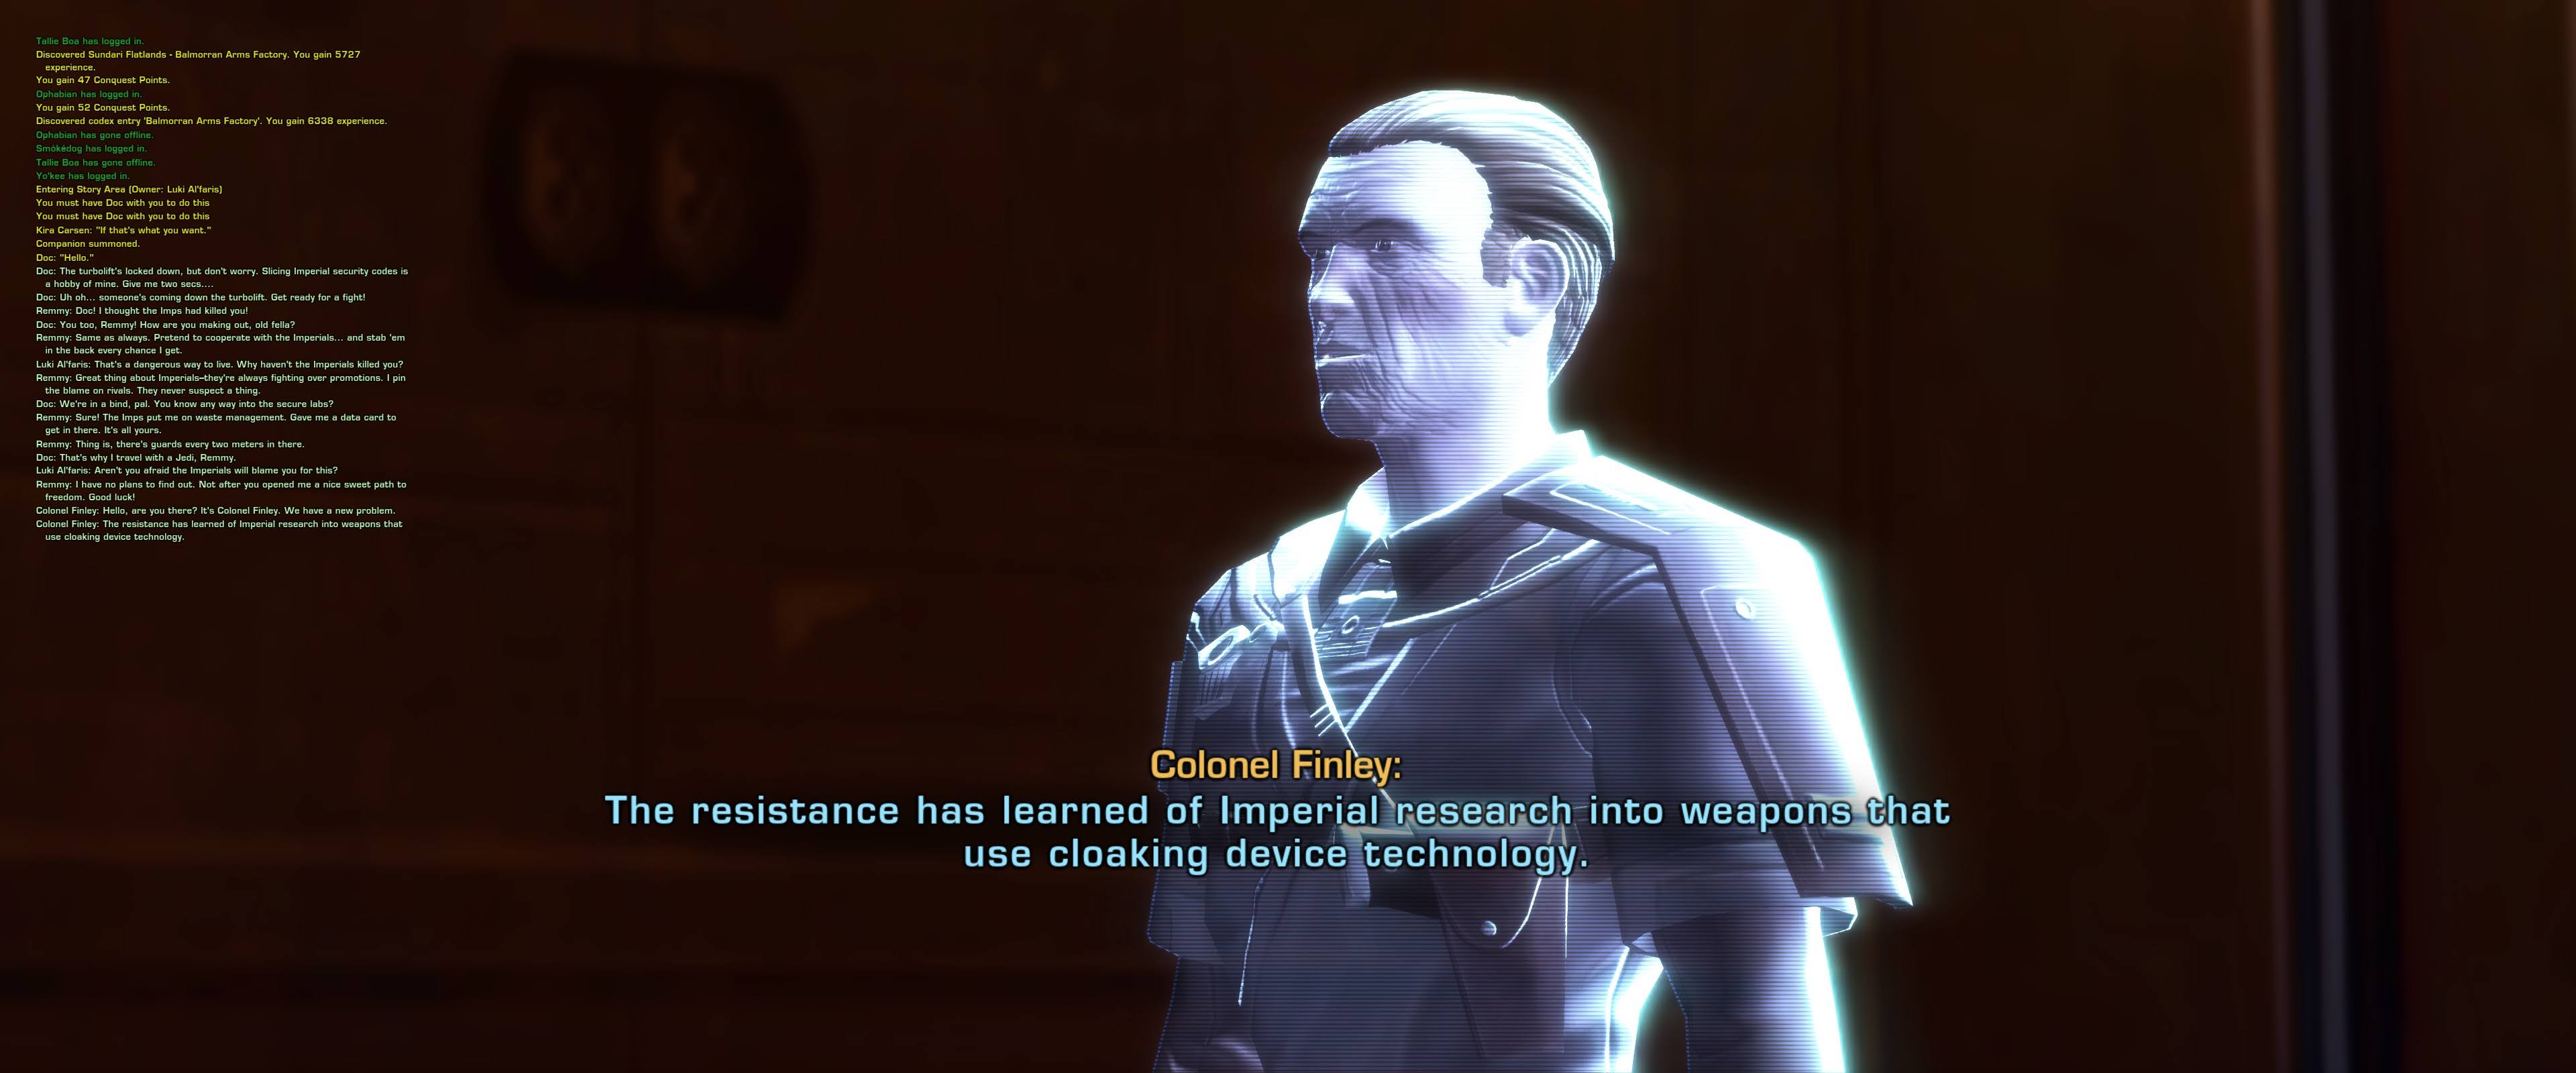 Tallie Boa has logged in.
Discovered Sundari Flatlands - Balmorran Arms Factory. You gain 5727
experience.
You gain 47 Conquest Points.
Ophabian has logged in.
You gain 52 Conquest Points.
Discovered codex entry 'Balmorran Arms Factory'. You gain 6338 experience.
Ophabian has gone offline.
Smòkédog has logged in.
Tallie Boa has gone offline.
Yo'kee has logged in.
Entering Story Area (Owner: Luki Al'faris)
You must have Doc with you to do this
You must have Doc with you to do this
Kira Carsen: "If that's what you want."
Companion summoned.
Doc: "Hello."
Doc: The turbolift's locked down, but don't worry. Slicing Imperial security codes is
a hobby of mine. Give me two secs....
Doc: Uh oh... someone's coming down the turbolift. Get ready for a fight!
Remmy: Doc! I thought the Imps had killed you!
Doc: You too, Remmy! How are you making out, old fella?
Remmy: Same as always. Pretend to cooperate with the Imperials... and stab 'em
in the back every chance I get.
Luki Al'faris: That's a dangerous way to live. Why haven't the Imperials killed you?
Remmy: Great thing about Imperials—they're always fighting over promotions. I pin
the blame on rivals. They never suspect a thing.
Doc: We're in a bind, pal. You know any way into the secure labs?
Remmy: Sure! The Imps put me on waste management. Gave me a data card to
get in there. It's all yours.
Remmy: Thing is, there's guards every two meters in there.
Doc: That's why I travel with a Jedi, Remmy.
Luki Al'faris: Aren't you afraid the Imperials will blame you for this?
Remmy: I have no plans to find out. Not after you opened me a nice sweet path to
freedom. Good luck!
Colonel Finley: Hello, are you there? It's Colonel Finley. We have a new problem.
Colonel Finley: The resistance has learned of Imperial research into weapons that
use cloaking device technology.
Colonel Finley:
The resistance has learned of Imperial research into weapons that
use cloaking device technology.